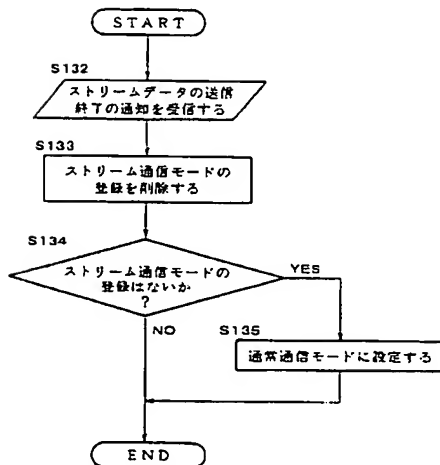 START
S132
ストリームデータの送信
終了の通知を受信する
S133
ストリーム通信モードの
登録を削除する
S134
ストリーム通信モードの
登録はないか
?
YES
NO
S135
通常通信モードに設定する
END